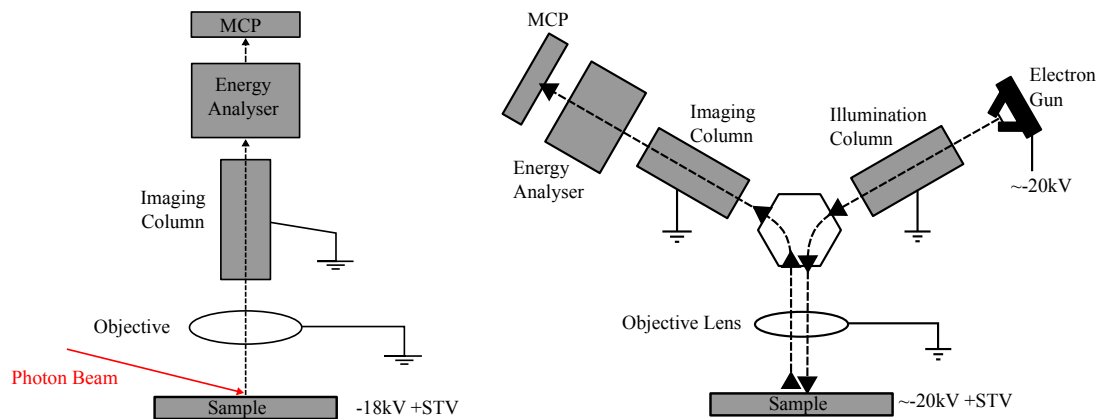 MCP
Energy
Analyser
Imaging
Column
Objective
Photon Beam
Sample
-18kV +STV
MCP
Energy
Analyser
Imaging
Column
Illumination
Column
Electron
Gun
~-20kV
Objective Lens
Sample
~-20kV +STV